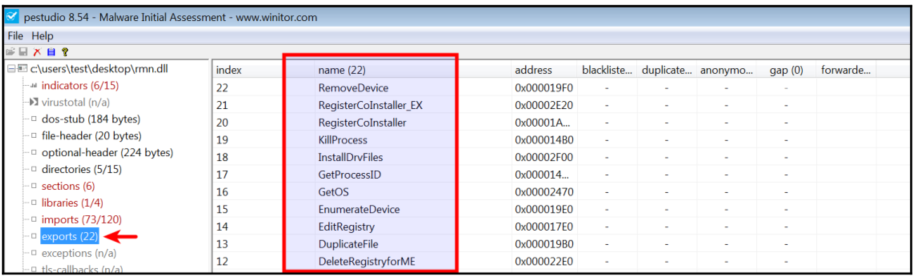 pestudio 8.54 - Malware Initial Assessment - www.winitor.com
File Help
c:\users\test\desktop\rmn.dll
indicators (6/15)
virustotal (n/a)
dos-stub (184 bytes)
file-header (20 bytes)
optional-header (224 bytes)
directories (5/15)
sections (6)
libraries (1/4)
imports (73/120)
exports (22)
exceptions (n/a)
tls-callbacks (n/a)
index name (22) address blackliste... duplicate... anonymo... gap (0) forwarde...
22 RemoveDevice 0x000019F0 - - - -
21 RegisterCoInstaller_EX 0x00002E20 - - - -
20 RegisterCoInstaller 0x00001A... - - - -
19 KillProcess 0x000014B0 - - - -
18 InstallDrvFiles 0x00002F00 - - - -
17 GetProcessID 0x000014... - - - -
16 GetOS 0x00002470 - - - -
15 EnumerateDevice 0x000019E0 - - - -
14 EditRegistry 0x000017E0 - - - -
13 DuplicateFile 0x000019B0 - - - -
12 DeleteRegistryforME 0x000022E0 - - - -